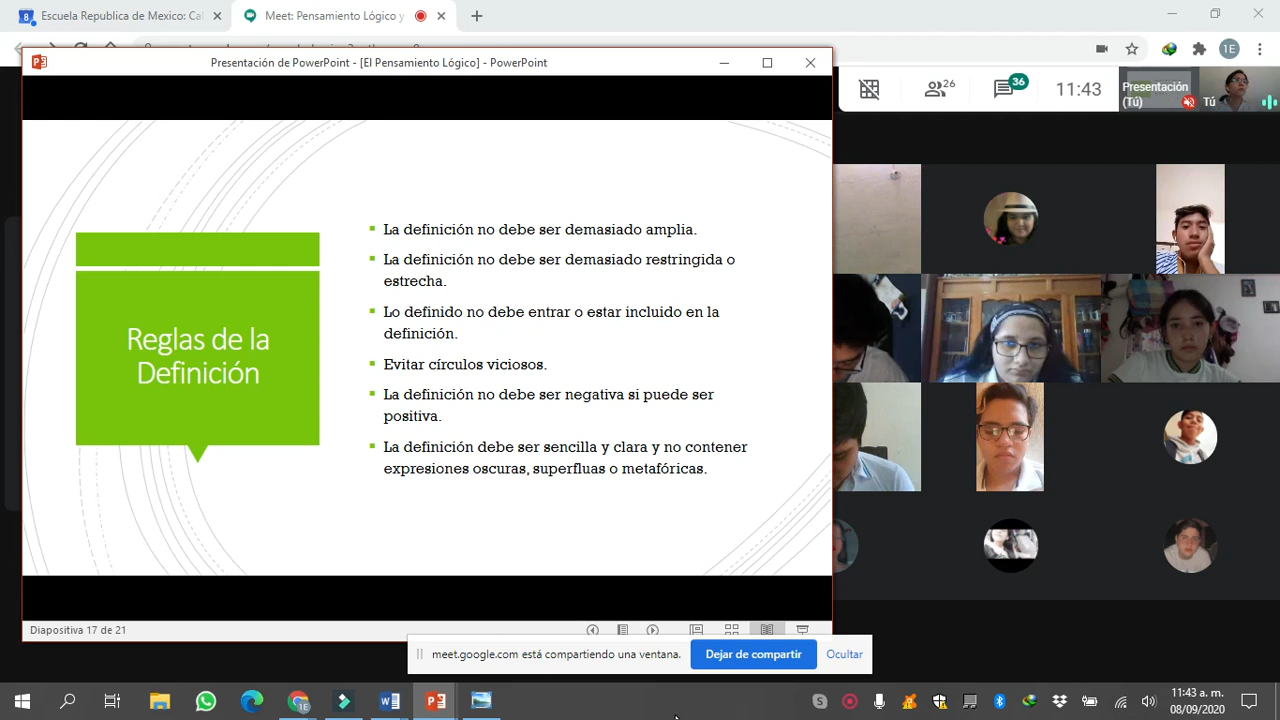 Escuela Republica de Mexico: Cal
Meet: Pensamiento Lógico y
1E
Presentación de PowerPoint - [El Pensamiento Lógico] - PowerPoint
26
36
11:43
Presentación
(Tú)
Tú
Reglas de la
Definición
La definición no debe ser demasiado amplia.
La definición no debe ser demasiado restringida o
estrecha.
Lo definido no debe entrar o estar incluido en la
definición.
Evitar círculos viciosos.
La definición no debe ser negativa si puede ser
positiva.
La definición debe ser sencilla y clara y no contener
expresiones oscuras, superfluas o metafóricas.
Diapositiva 17 de 21
meet.google.com está compartiendo una ventana.
Dejar de compartir
Ocultar
11:43 a. m.
08/09/2020